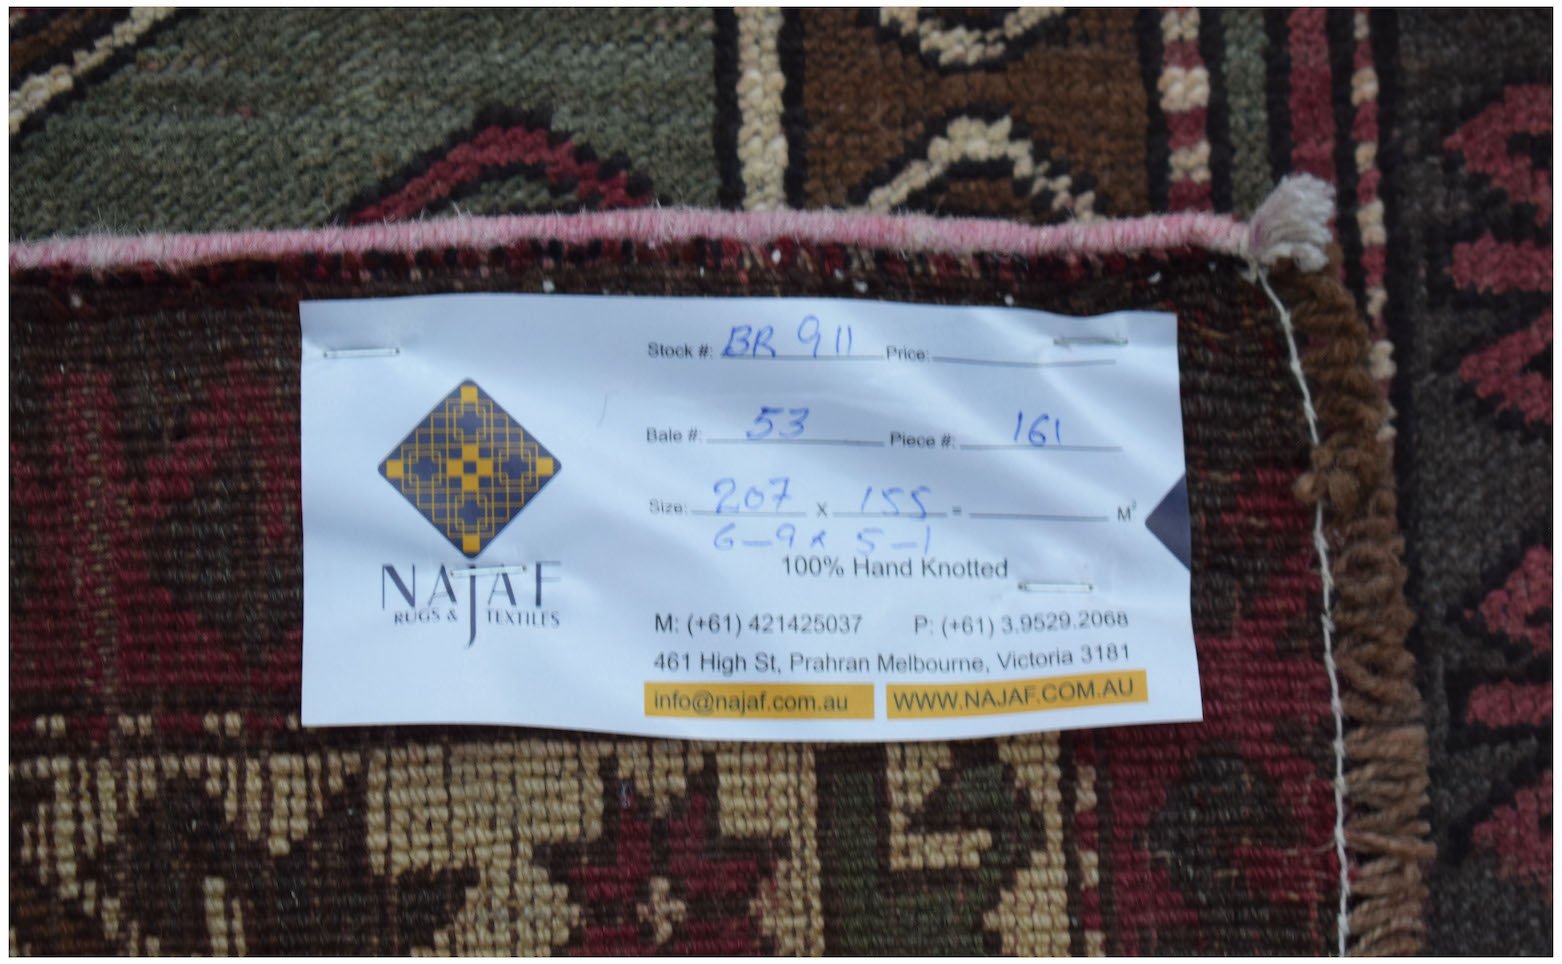 NAJAF
RUGS & TEXTILES
Stock #: BR 911 Price:
Bale #: 53 Piece #: 161
Size: 207 x 155 = M²
6-9 x 5-1
100% Hand Knotted
M: (+61) 421425037 P: (+61) 3.9529.2068
461 High St, Prahran Melbourne, Victoria 3181
info@najaf.com.au WWW.NAJAF.COM.AU